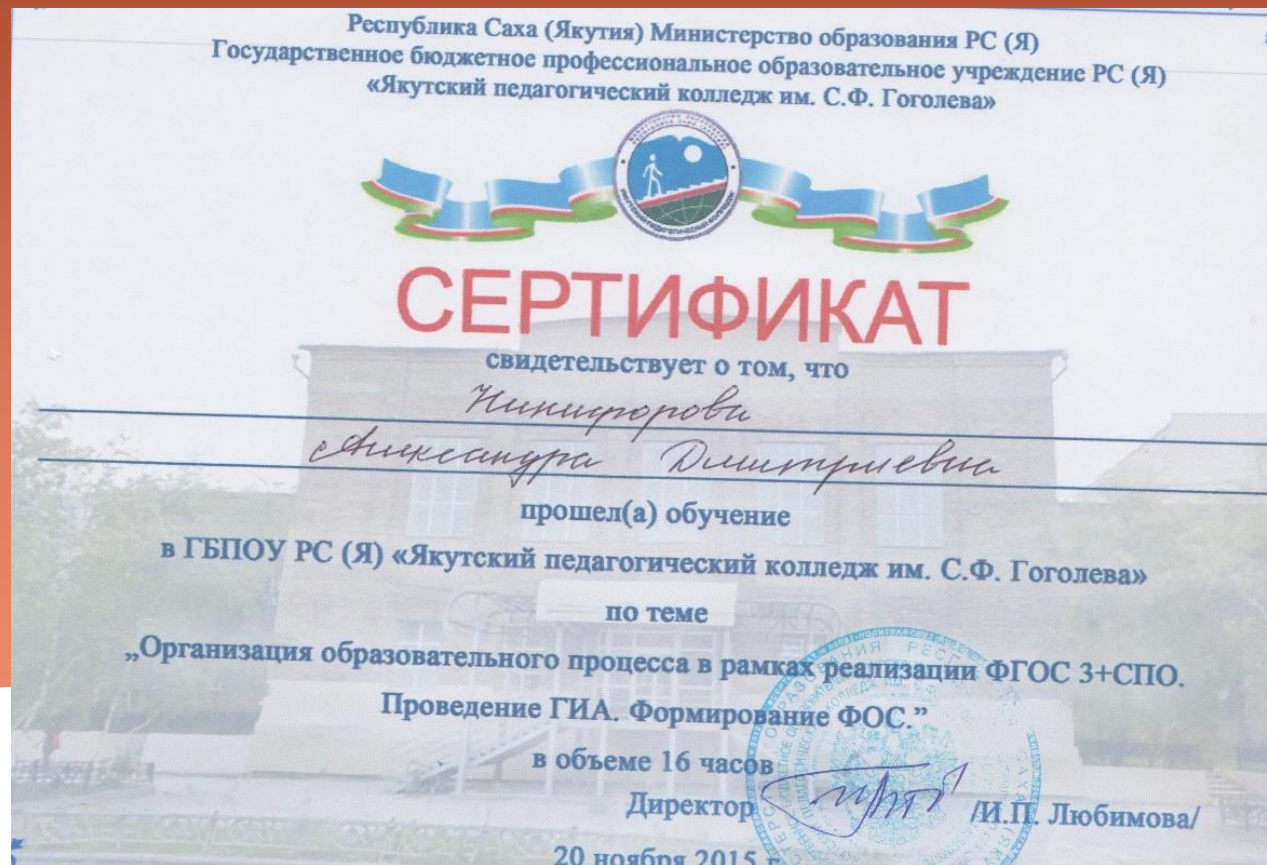 Республика Саха (Якутия) Министерство образования РС (Я)
Государственное бюджетное профессиональное образовательное учреждение РС (Я)
«Якутский педагогический колледж им. С.Ф. Гоголева»
СЕРТИФИКАТ
свидетельствует о том, что
Никифорова
Александра Дмитриевна
прошел(а) обучение
в ГБПОУ РС (Я) «Якутский педагогический колледж им. С.Ф. Гоголева»
по теме
„Организация образовательного процесса в рамках реализации ФГОС 3+СПО.
Проведение ГИА. Формирование ФОС.”
в объеме 16 часов
Директор /И.П. Любимова/
20 ноября 2015 г